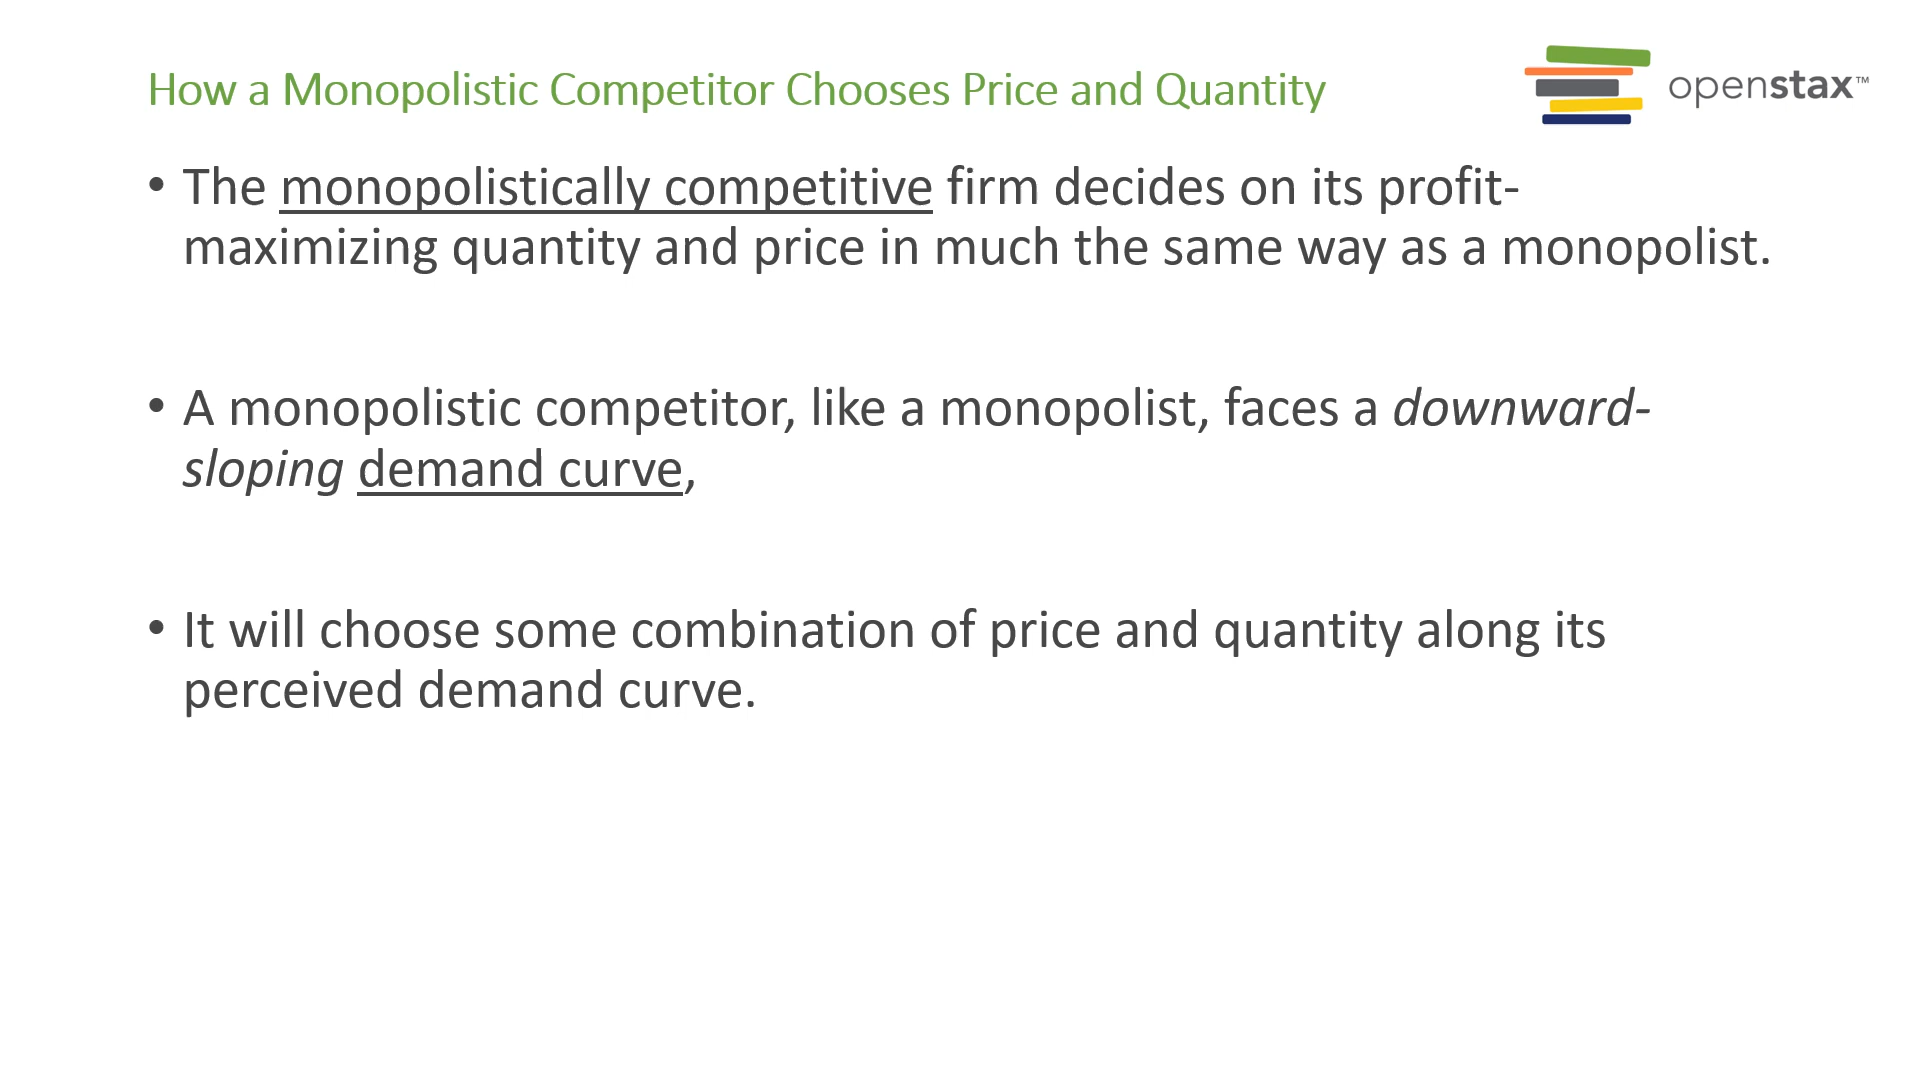 How a Monopolistic Competitor Chooses Price and Quantity
openstax™
• The monopolistically competitive firm decides on its profit-
maximizing quantity and price in much the same way as a monopolist.
• A monopolistic competitor, like a monopolist, faces a downward-
sloping demand curve,
• It will choose some combination of price and quantity along its
perceived demand curve.